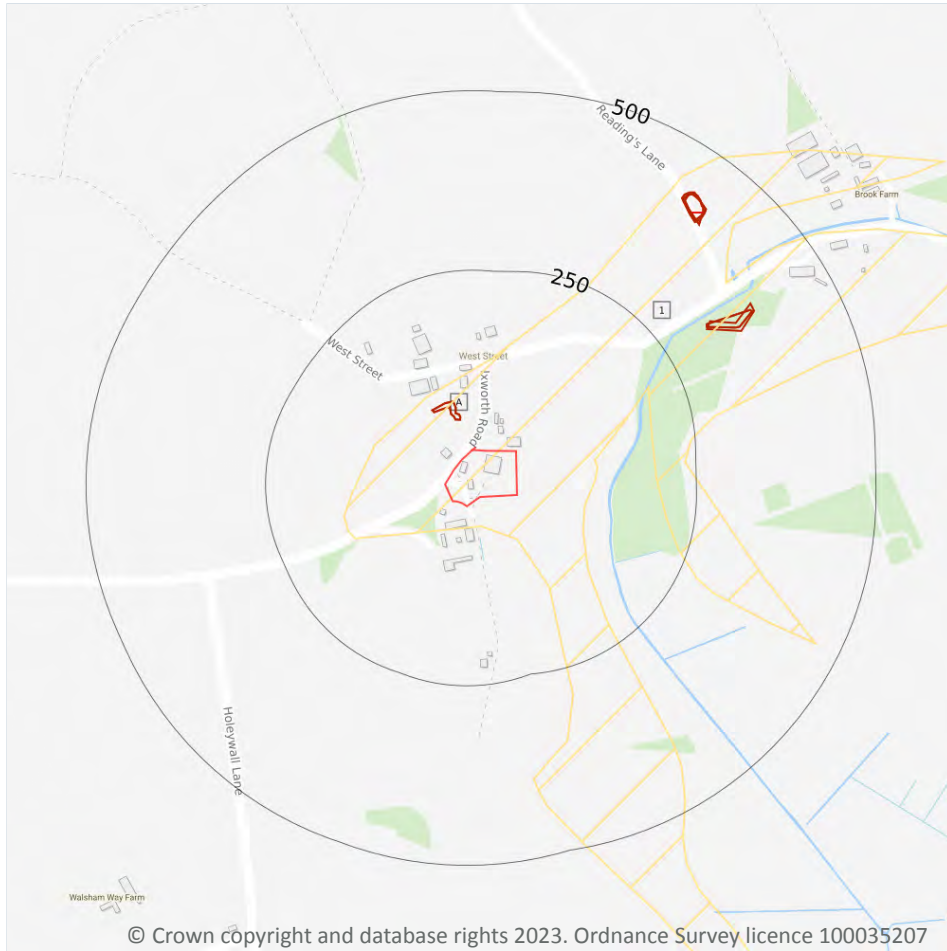 500
Reading's Lane
Brook Farm
250
1
West Street
West Street
A
Ixworth Road
Holeywall Lane
Walsham Way Farm
© Crown copyright and database rights 2023. Ordnance Survey licence 100035207